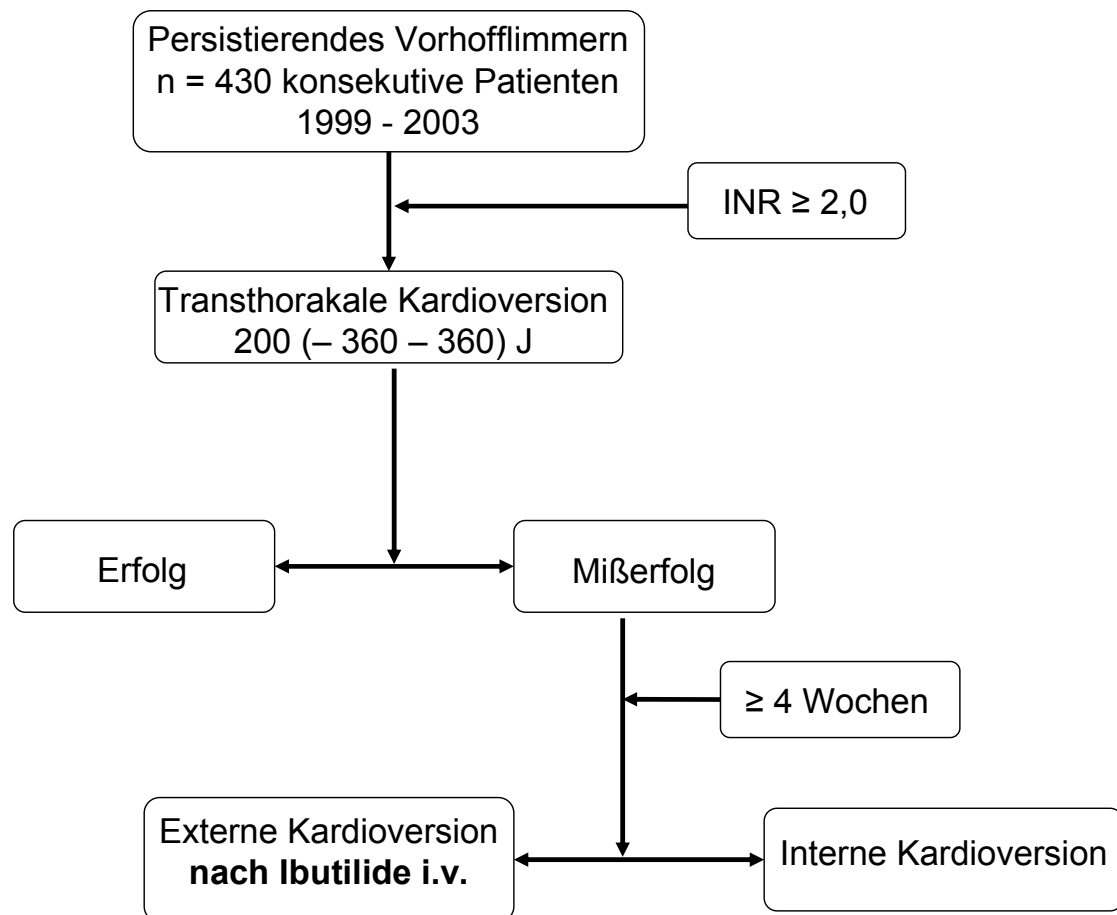 Persistierendes Vorhofflimmern
n = 430 konsekutive Patienten
1999 - 2003
INR ≥ 2,0
Transthorakale Kardioversion
200 (– 360 – 360) J
Erfolg
Mißerfolg
≥ 4 Wochen
Externe Kardioversion
nach Ibutilide i.v.
Interne Kardioversion